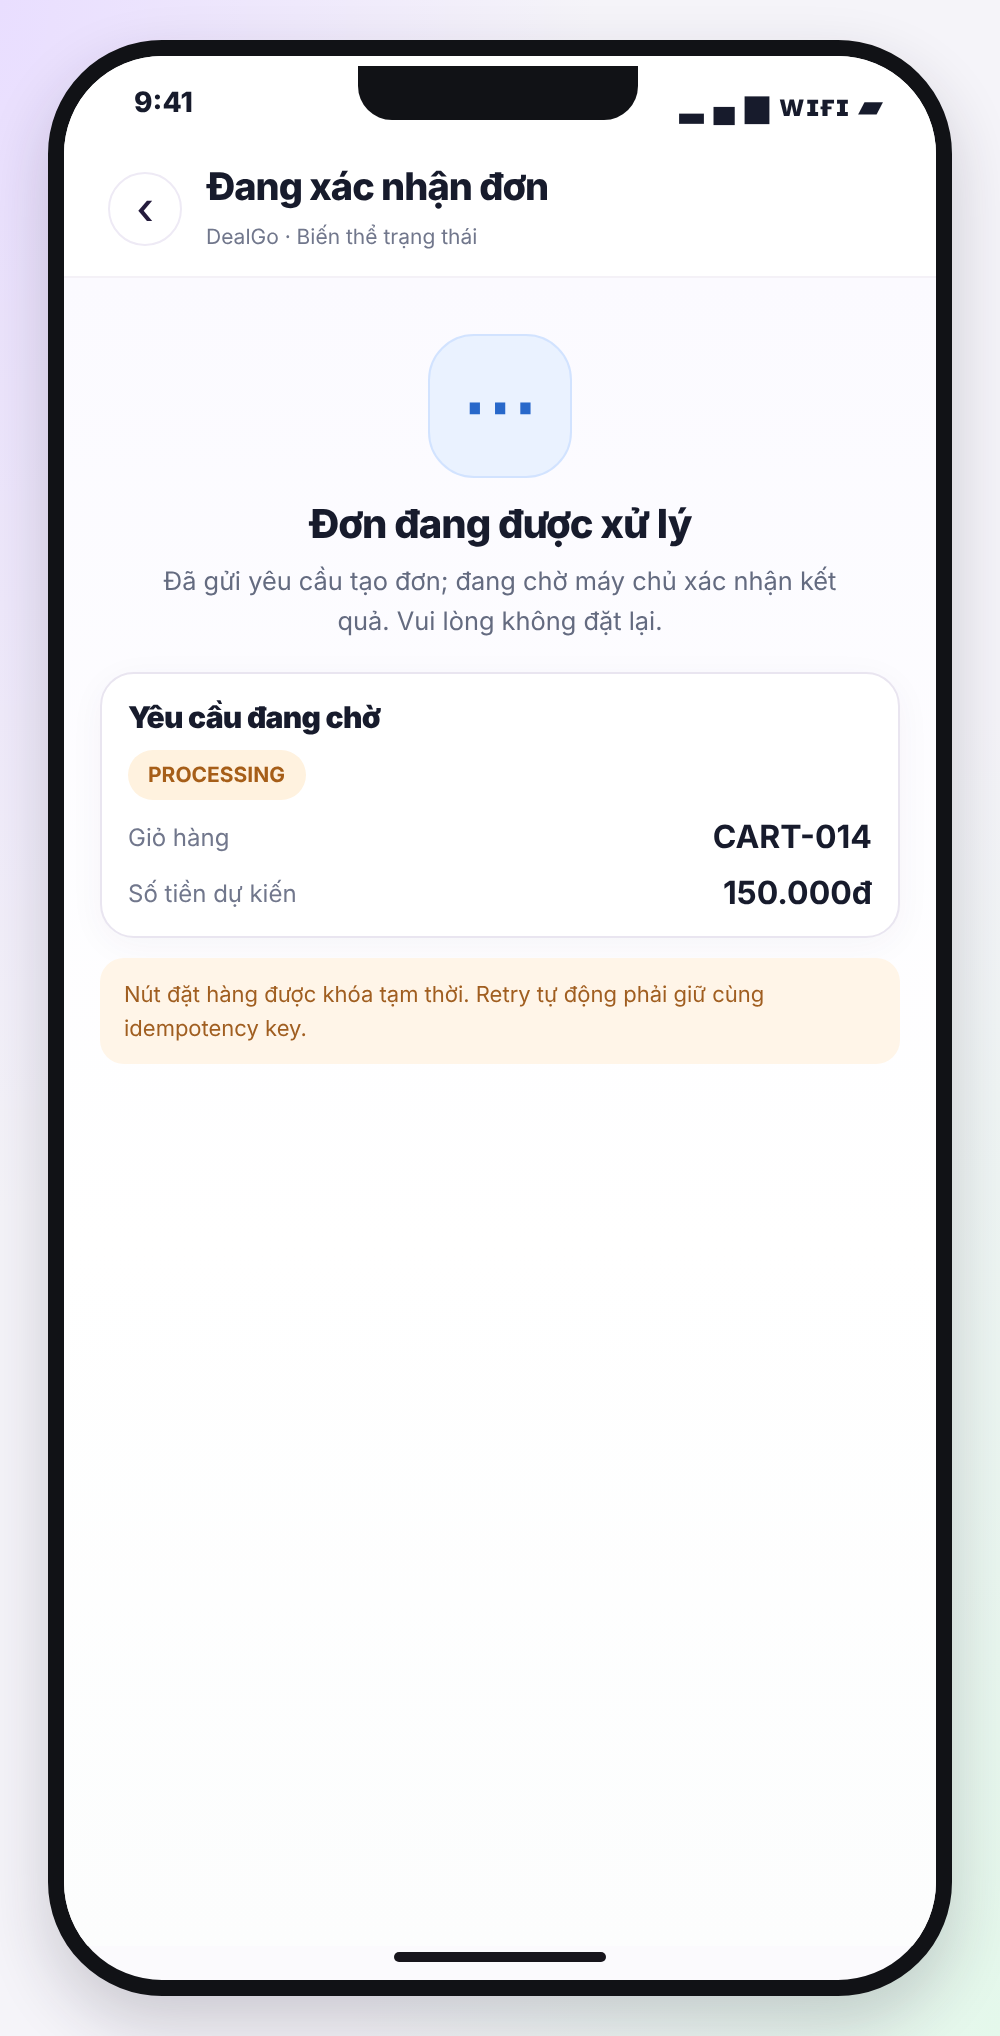 9:41
WIFI
Đang xác nhận đơn
DealGo · Biến thể trạng thái
Đơn đang được xử lý
Đã gửi yêu cầu tạo đơn; đang chờ máy chủ xác nhận kết
quả. Vui lòng không đặt lại.
Yêu cầu đang chờ
PROCESSING
Giỏ hàng CART-014
Số tiền dự kiến 150.000đ
Nút đặt hàng được khóa tạm thời. Retry tự động phải giữ cùng
idempotency key.